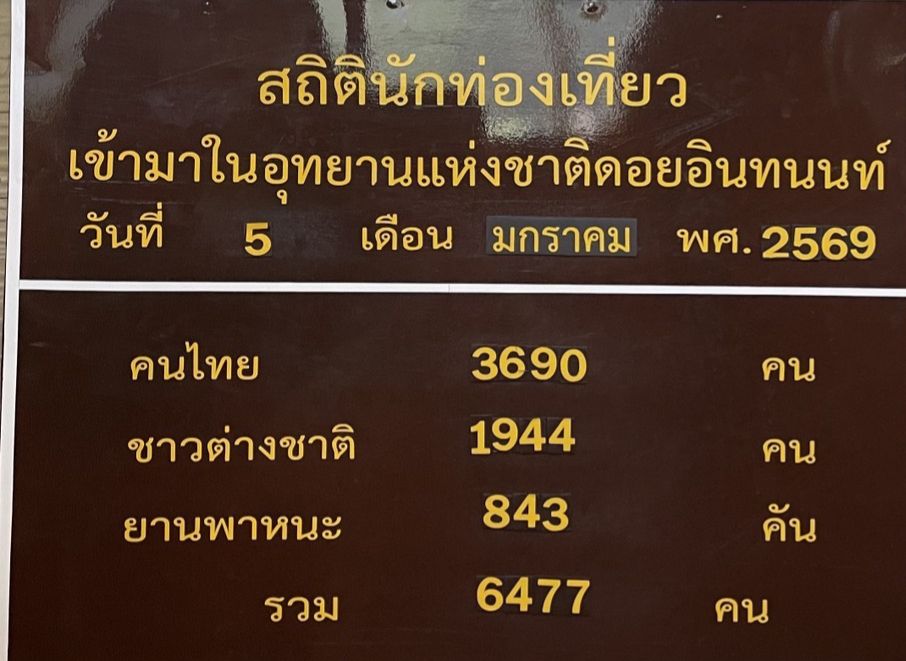 สถิตินักท่องเที่ยว
เข้ามาในอุทยานแห่งชาติดอยอินทนนท์
วันที่ 5 เดือน มกราคม พศ. 2569
คนไทย 3690 คน
ชาวต่างชาติ 1944 คน
ยานพาหนะ 843 คัน
รวม 6477 คน